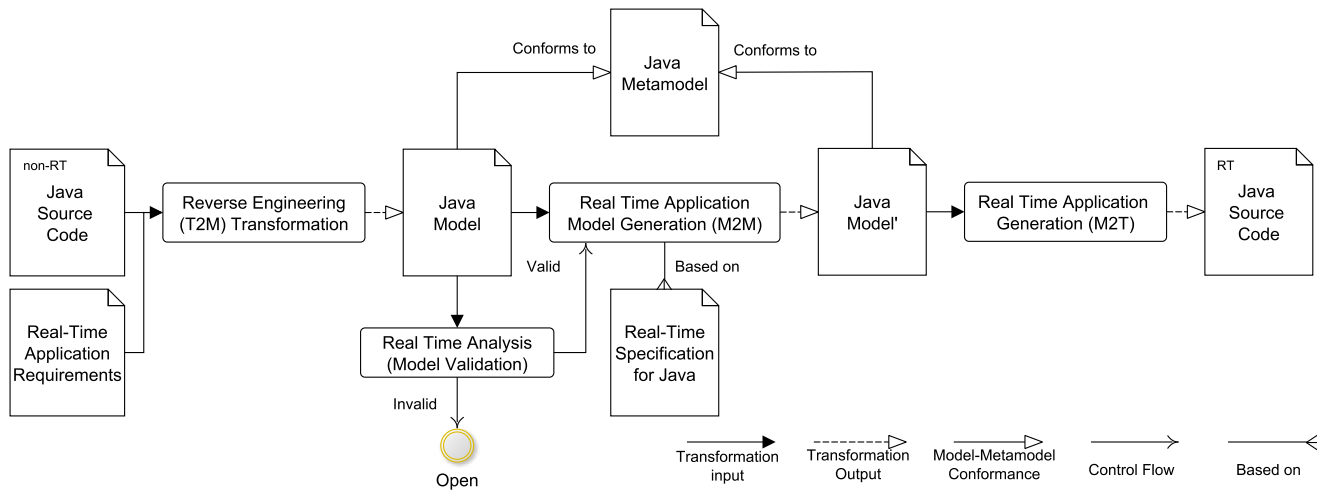 Conforms to
Java
Metamodel
Conforms to
non-RT
Java
Source
Code
Reverse Engineering
(T2M) Transformation
Java
Model
Real Time Application
Model Generation (M2M)
Java
Model'
Real Time Application
Generation (M2T)
RT
Java
Source
Code
Valid
Based on
Real-Time
Application
Requirements
Real Time Analysis
(Model Validation)
Real-Time
Specification
for Java
Invalid
Open
Transformation
input
Transformation
Output
Model-Metamodel
Conformance
Control Flow
Based on